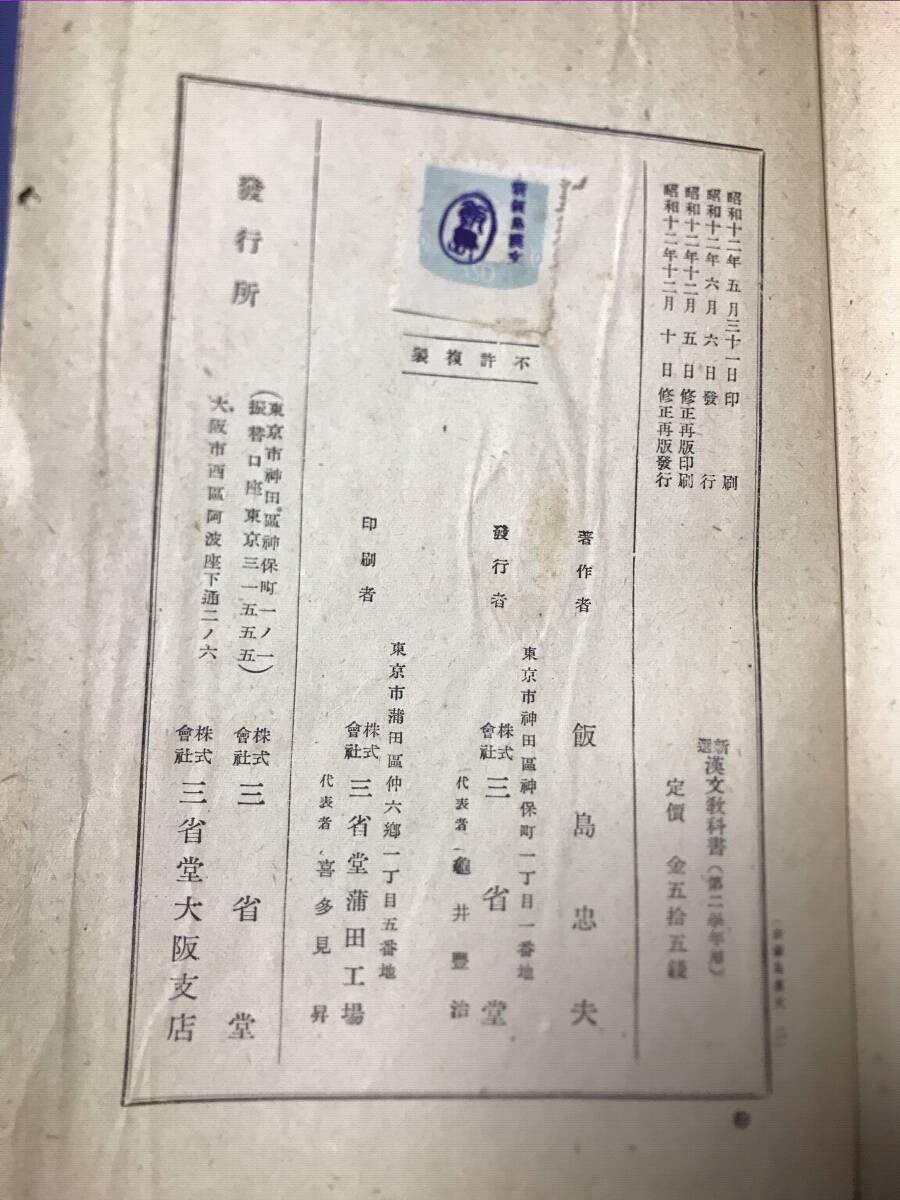 昭和十二年五月三十一日印刷
昭和十二年六月六日發行
昭和十二年十二月五日修正再版印刷
昭和十二年十二月十日修正再版發行
新選漢文敎科書(第二學年用)
定價 金五拾五錢
不許複製
著作者 飯島忠夫
發行者 東京市神田區神保町一丁目一番地
株式會社 三省堂
代表者 龜井豐治
印刷者 東京市蒲田區仲六鄕一丁目五番地
株式會社 三省堂蒲田工場
代表者 喜多見昇
發行所
(東京市神田區神保町一ノ一
振替口座東京三一五五五) 株式會社 三省堂
大阪市西區阿波座下通二ノ六 株式會社 三省堂大阪支店